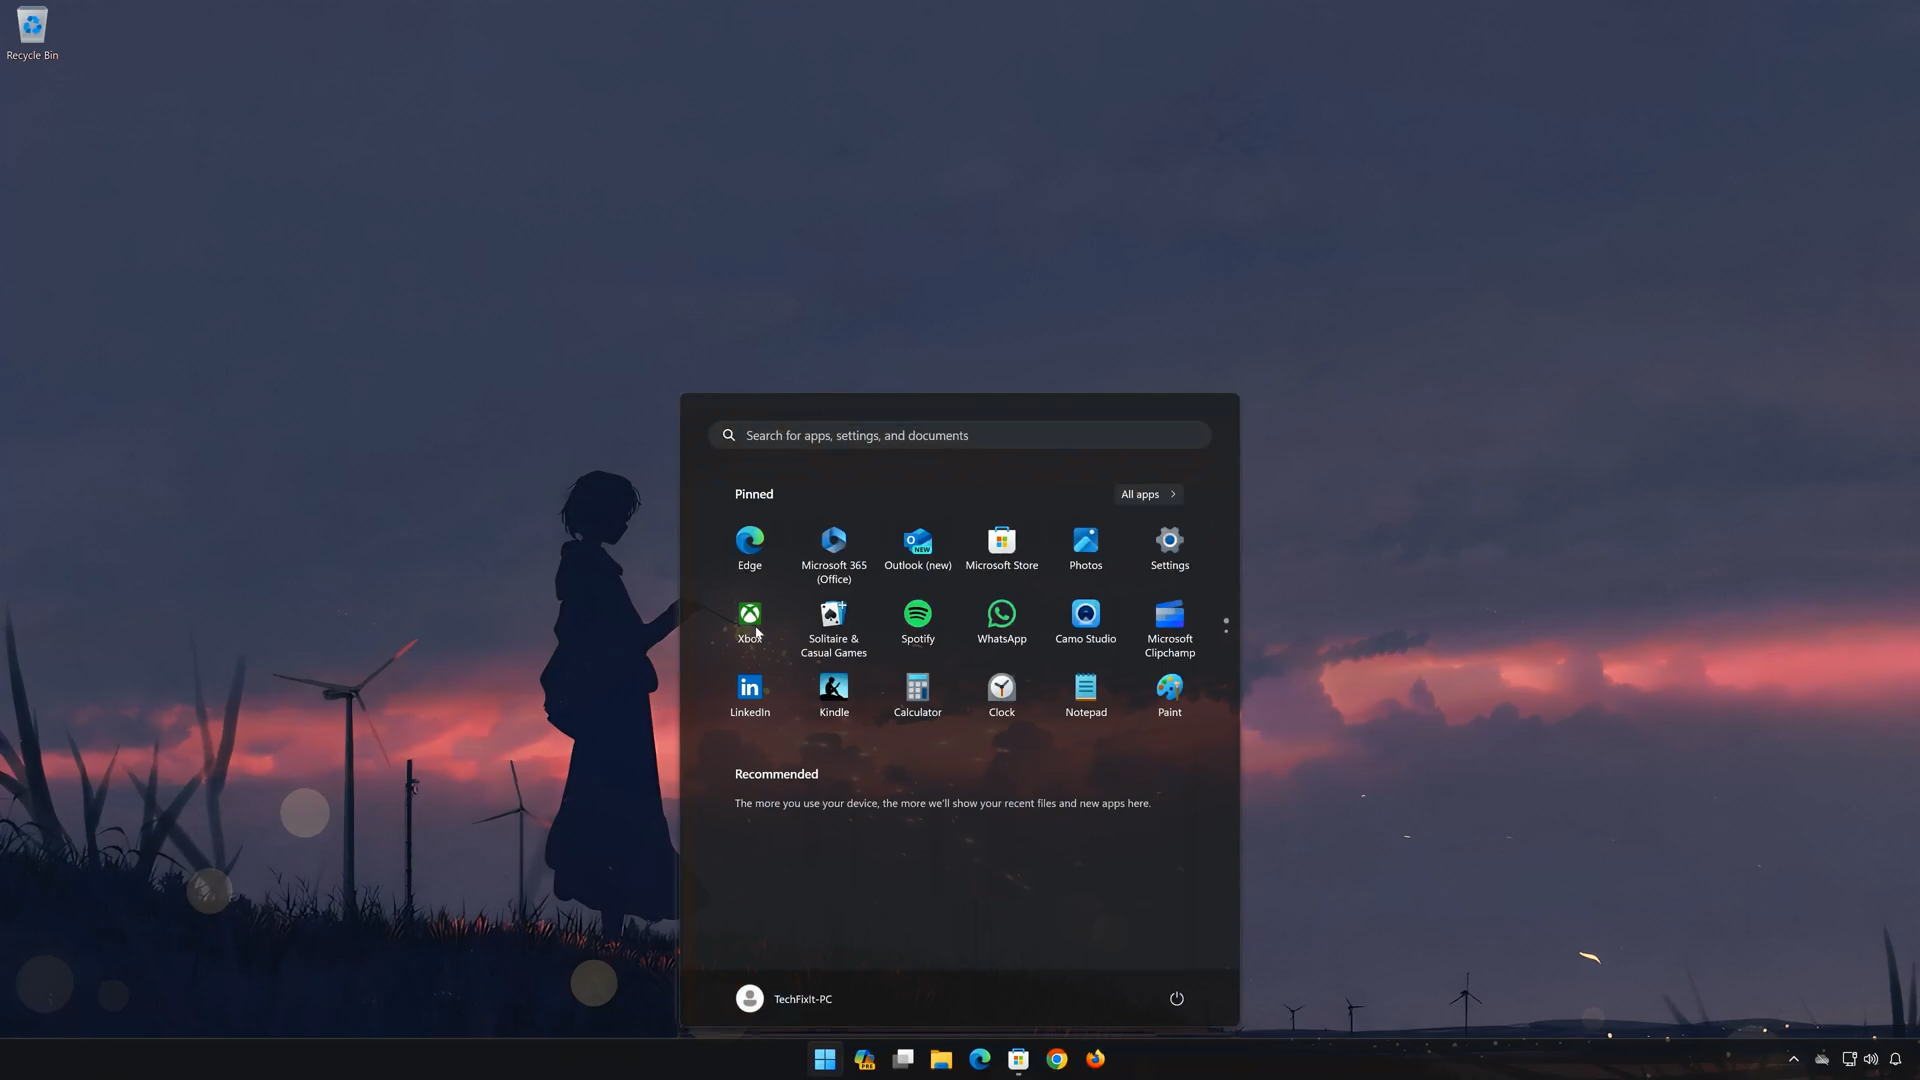 Recycle Bin
Search for apps, settings, and documents
Pinned
All apps
Edge
Microsoft 365
(Office)
Outlook (new)
Microsoft Store
Photos
Settings
Xbox
Solitaire &
Casual Games
Spotify
WhatsApp
Camo Studio
Microsoft
Clipchamp
LinkedIn
Kindle
Calculator
Clock
Notepad
Paint
Recommended
The more you use your device, the more we'll show your recent files and new apps here.
TechFixIt-PC
PRE